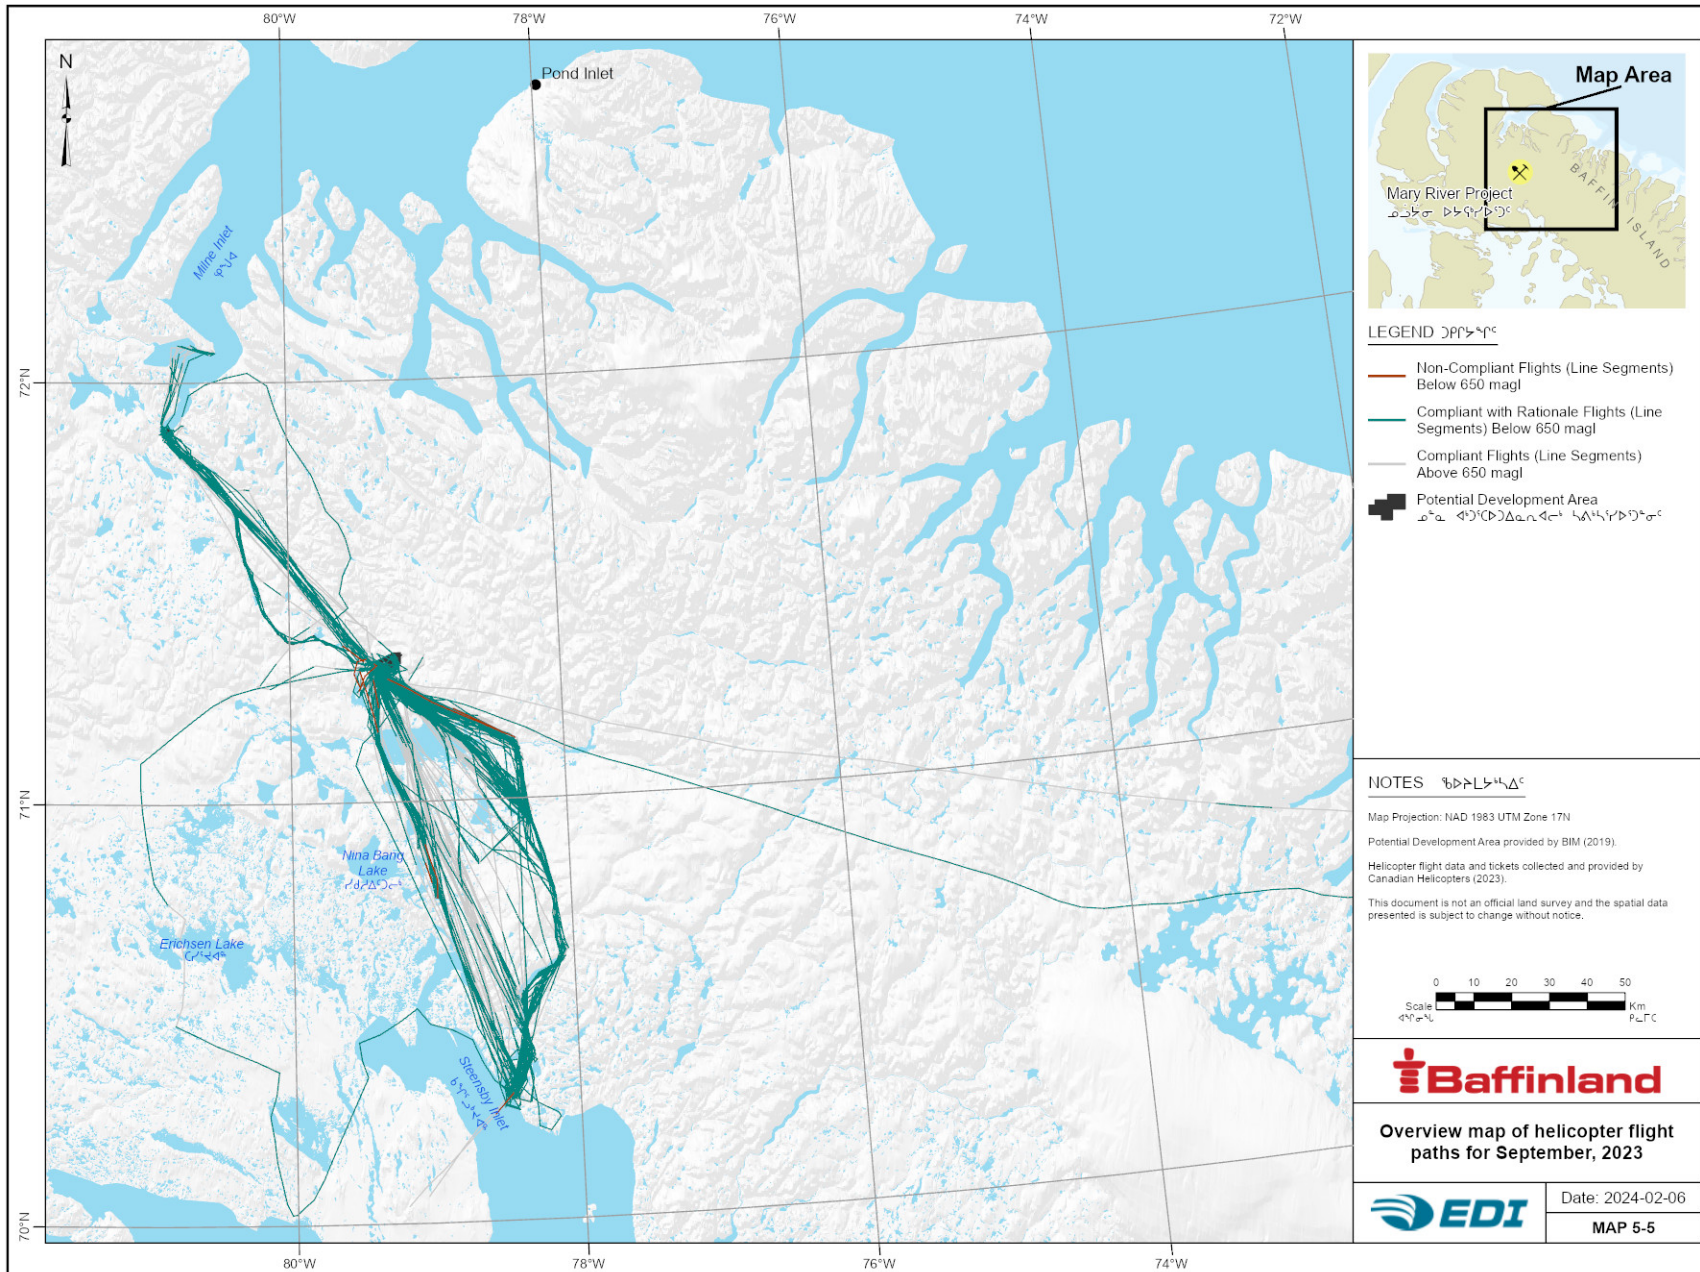 80°W
78°W
76°W
74°W
72°W
N
Pond Inlet
Milne Inlet
72°N
71°N
Nina Bang
Lake
Erichsen Lake
Steensby Inlet
70°N
80°W
78°W
76°W
74°W
Map Area
Mary River Project
BAFFIN ISLAND
LEGEND
Non-Compliant Flights (Line Segments)
Below 650 magl
Compliant with Rationale Flights (Line
Segments) Below 650 magl
Compliant Flights (Line Segments)
Above 650 magl
Potential Development Area
NOTES
Map Projection: NAD 1983 UTM Zone 17N
Potential Development Area provided by BIM (2019).
Helicopter flight data and tickets collected and provided by
Canadian Helicopters (2023).
This document is not an official land survey and the spatial data
presented is subject to change without notice.
0 10 20 30 40 50
Scale
Km
ᑭᓚᒥᑕ
Baffinland
Overview map of helicopter flight
paths for September, 2023
EDI
Date: 2024-02-06
MAP 5-5